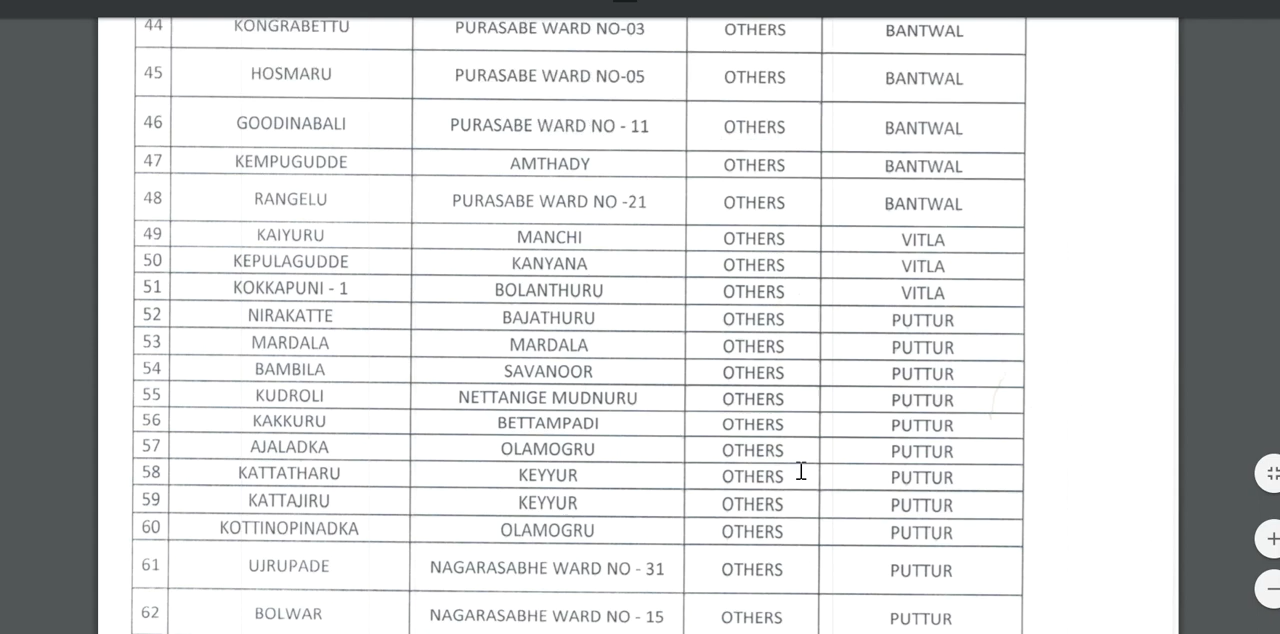 44 KONGRABETTU PURASABE WARD NO-03 OTHERS BANTWAL
45 HOSMARU PURASABE WARD NO-05 OTHERS BANTWAL
46 GOODINABALI PURASABE WARD NO - 11 OTHERS BANTWAL
47 KEMPUGUDDE AMTHADY OTHERS BANTWAL
48 RANGELU PURASABE WARD NO -21 OTHERS BANTWAL
49 KAIYURU MANCHI OTHERS VITLA
50 KEPULAGUDDE KANYANA OTHERS VITLA
51 KOKKAPUNI - 1 BOLANTHURU OTHERS VITLA
52 NIRAKATTE BAJATHURU OTHERS PUTTUR
53 MARDALA MARDALA OTHERS PUTTUR
54 BAMBILA SAVANOOR OTHERS PUTTUR
55 KUDROLI NETTANIGE MUDNURU OTHERS PUTTUR
56 KAKKURU BETTAMPADI OTHERS PUTTUR
57 AJALADKA OLAMOGRU OTHERS PUTTUR
58 KATTATHARU KEYYUR OTHERS PUTTUR
59 KATTAJIRU KEYYUR OTHERS PUTTUR
60 KOTTINOPINADKA OLAMOGRU OTHERS PUTTUR
61 UJRUPADE NAGARASABHE WARD NO - 31 OTHERS PUTTUR
62 BOLWAR NAGARASABHE WARD NO - 15 OTHERS PUTTUR